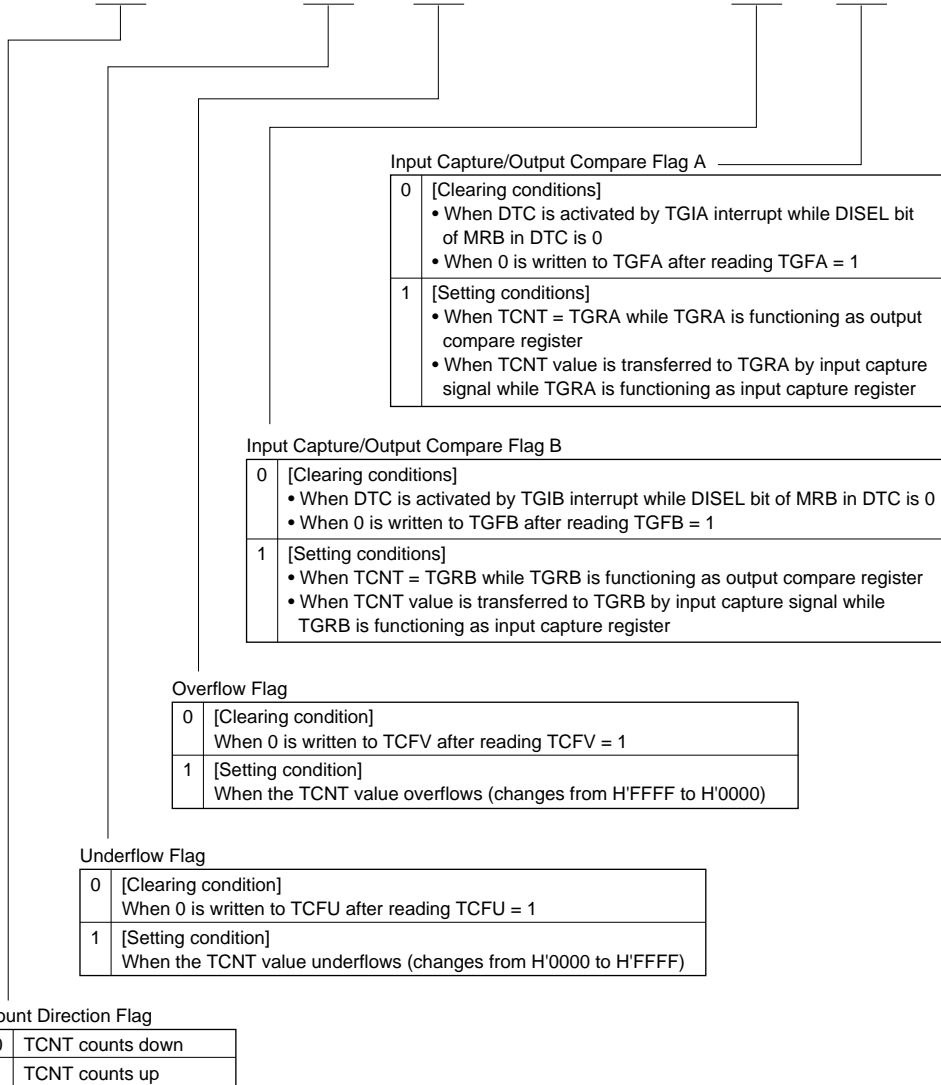 Input Capture/Output Compare Flag A
0 [Clearing conditions]
• When DTC is activated by TGIA interrupt while DISEL bit
of MRB in DTC is 0
• When 0 is written to TGFA after reading TGFA = 1
1 [Setting conditions]
• When TCNT = TGRA while TGRA is functioning as output
compare register
• When TCNT value is transferred to TGRA by input capture
signal while TGRA is functioning as input capture register
Input Capture/Output Compare Flag B
0 [Clearing conditions]
• When DTC is activated by TGIB interrupt while DISEL bit of MRB in DTC is 0
• When 0 is written to TGFB after reading TGFB = 1
1 [Setting conditions]
• When TCNT = TGRB while TGRB is functioning as output compare register
• When TCNT value is transferred to TGRB by input capture signal while
TGRB is functioning as input capture register
Overflow Flag
0 [Clearing condition]
When 0 is written to TCFV after reading TCFV = 1
1 [Setting condition]
When the TCNT value overflows (changes from H'FFFF to H'0000)
Underflow Flag
0 [Clearing condition]
When 0 is written to TCFU after reading TCFU = 1
1 [Setting condition]
When the TCNT value underflows (changes from H'0000 to H'FFFF)
ount Direction Flag
TCNT counts down
TCNT counts up